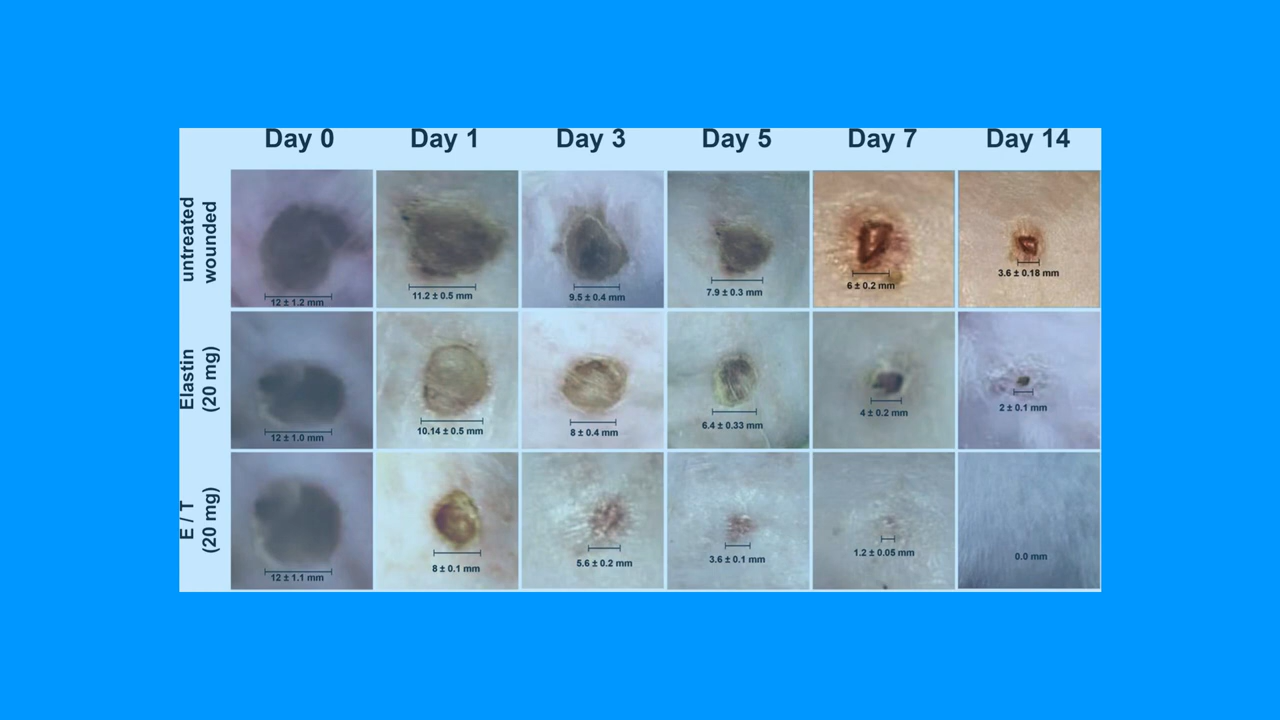 Day 0 Day 1 Day 3 Day 5 Day 7 Day 14
untreated
wounded
12 ± 1.2 mm 11.2 ± 0.5 mm 9.5 ± 0.4 mm 7.9 ± 0.3 mm 6 ± 0.2 mm 3.6 ± 0.18 mm
Elastin
(20 mg)
12 ± 1.0 mm 10.14 ± 0.5 mm 8 ± 0.4 mm 6.4 ± 0.33 mm 4 ± 0.2 mm 2 ± 0.1 mm
E / T
(20 mg)
12 ± 1.1 mm 8 ± 0.1 mm 5.6 ± 0.2 mm 3.6 ± 0.1 mm 1.2 ± 0.05 mm 0.0 mm